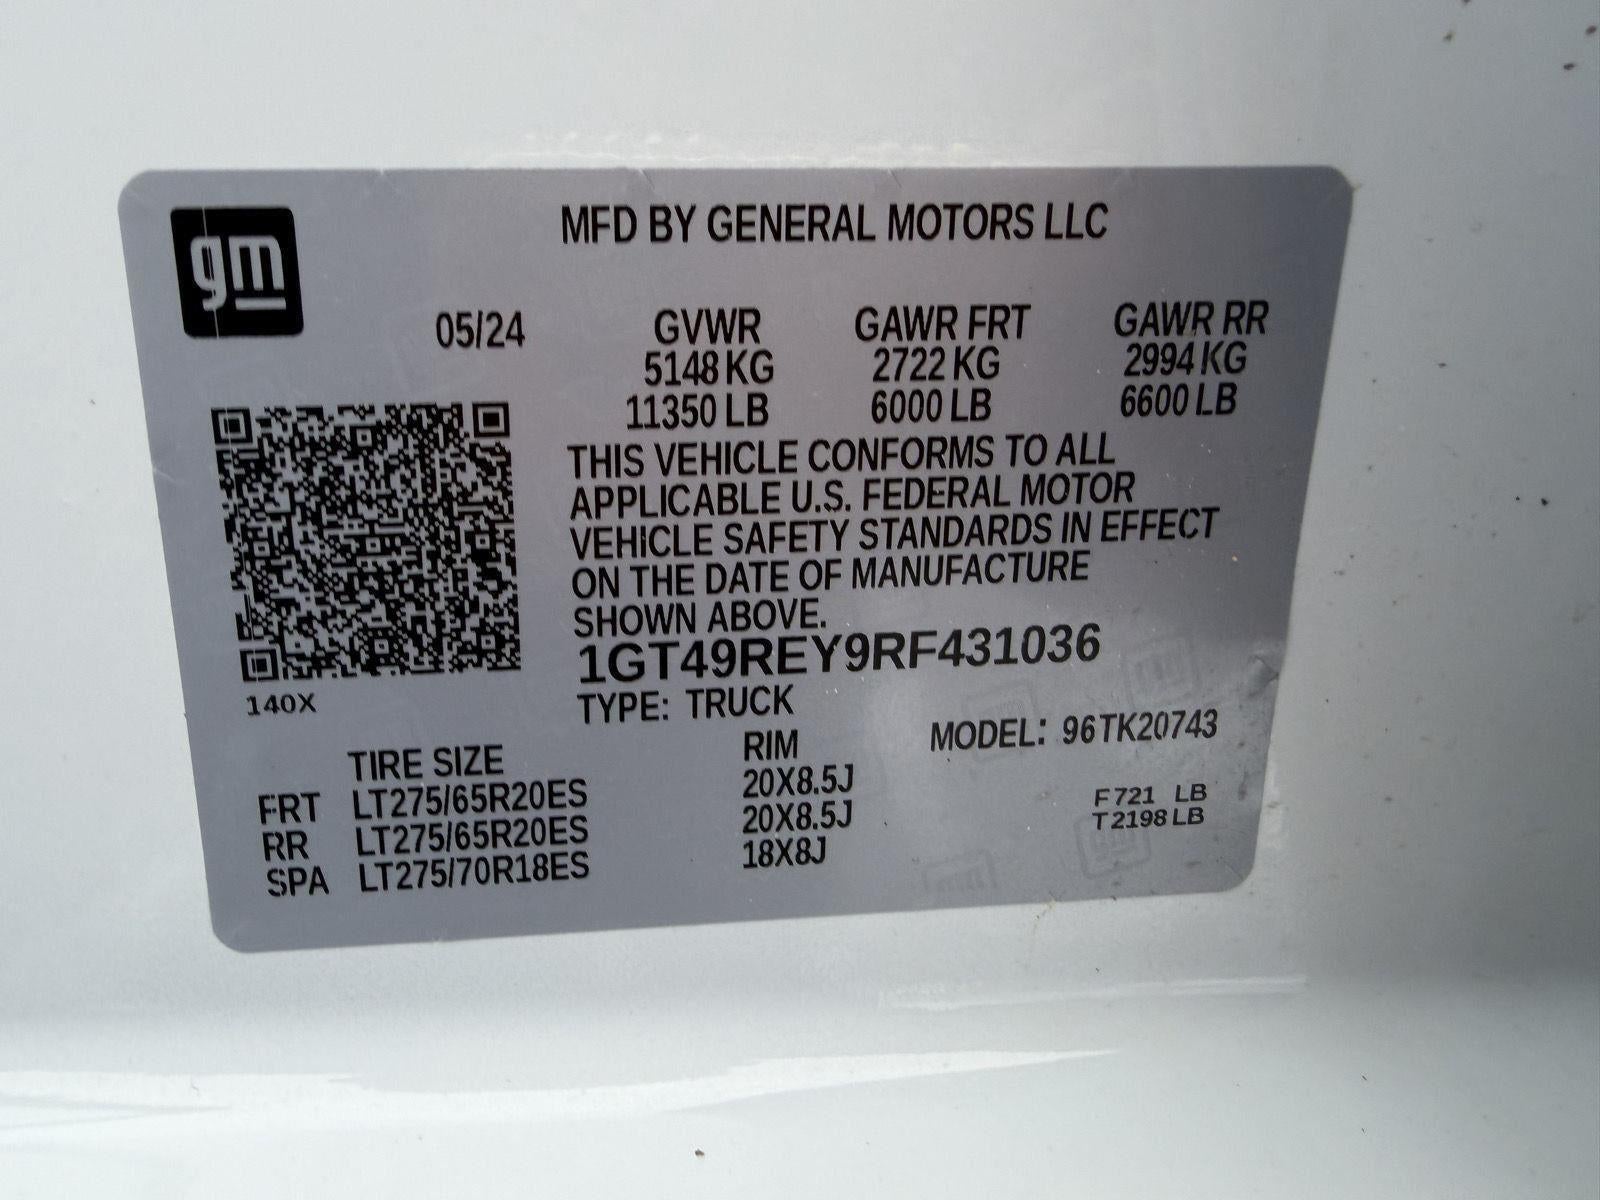 gm
MFD BY GENERAL MOTORS LLC
05/24 GVWR GAWR FRT GAWR RR
5148 KG 2722 KG 2994 KG
11350 LB 6000 LB 6600 LB
THIS VEHICLE CONFORMS TO ALL
APPLICABLE U.S. FEDERAL MOTOR
VEHICLE SAFETY STANDARDS IN EFFECT
ON THE DATE OF MANUFACTURE
SHOWN ABOVE.
1GT49REY9RF431036
140X
TYPE: TRUCK MODEL: 96TK20743
TIRE SIZE RIM
FRT LT275/65R20ES 20X8.5J
RR LT275/65R20ES 20X8.5J
SPA LT275/70R18ES 18X8J
F 721 LB
T 2198 LB